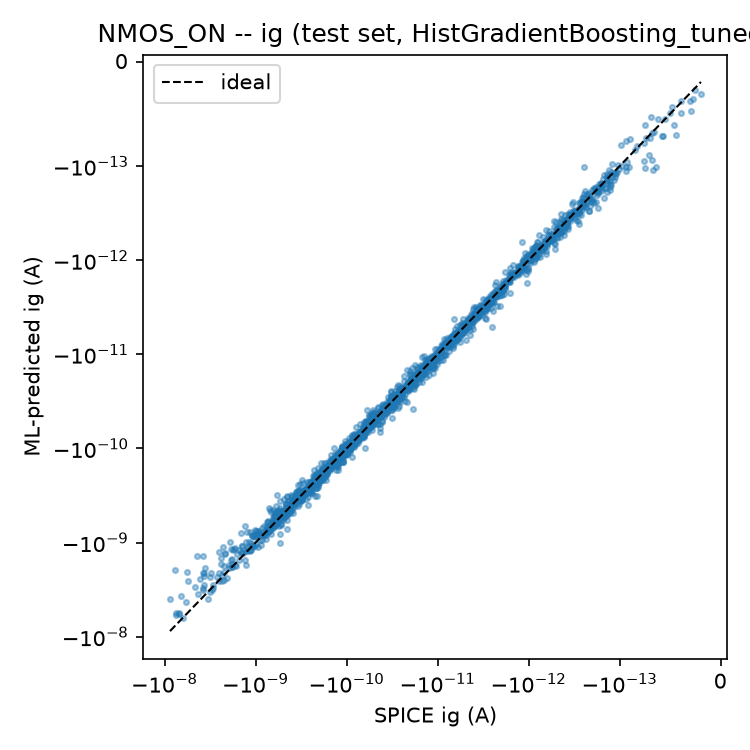 NMOS_ON -- ig (test set, HistGradientBoosting_tune
ideal
0
−10⁻¹³
−10⁻¹²
−10⁻¹¹
−10⁻¹⁰
−10⁻⁹
−10⁻⁸
ML-predicted ig (A)
−10⁻⁸ −10⁻⁹ −10⁻¹⁰ −10⁻¹¹ −10⁻¹² −10⁻¹³ 0
SPICE ig (A)